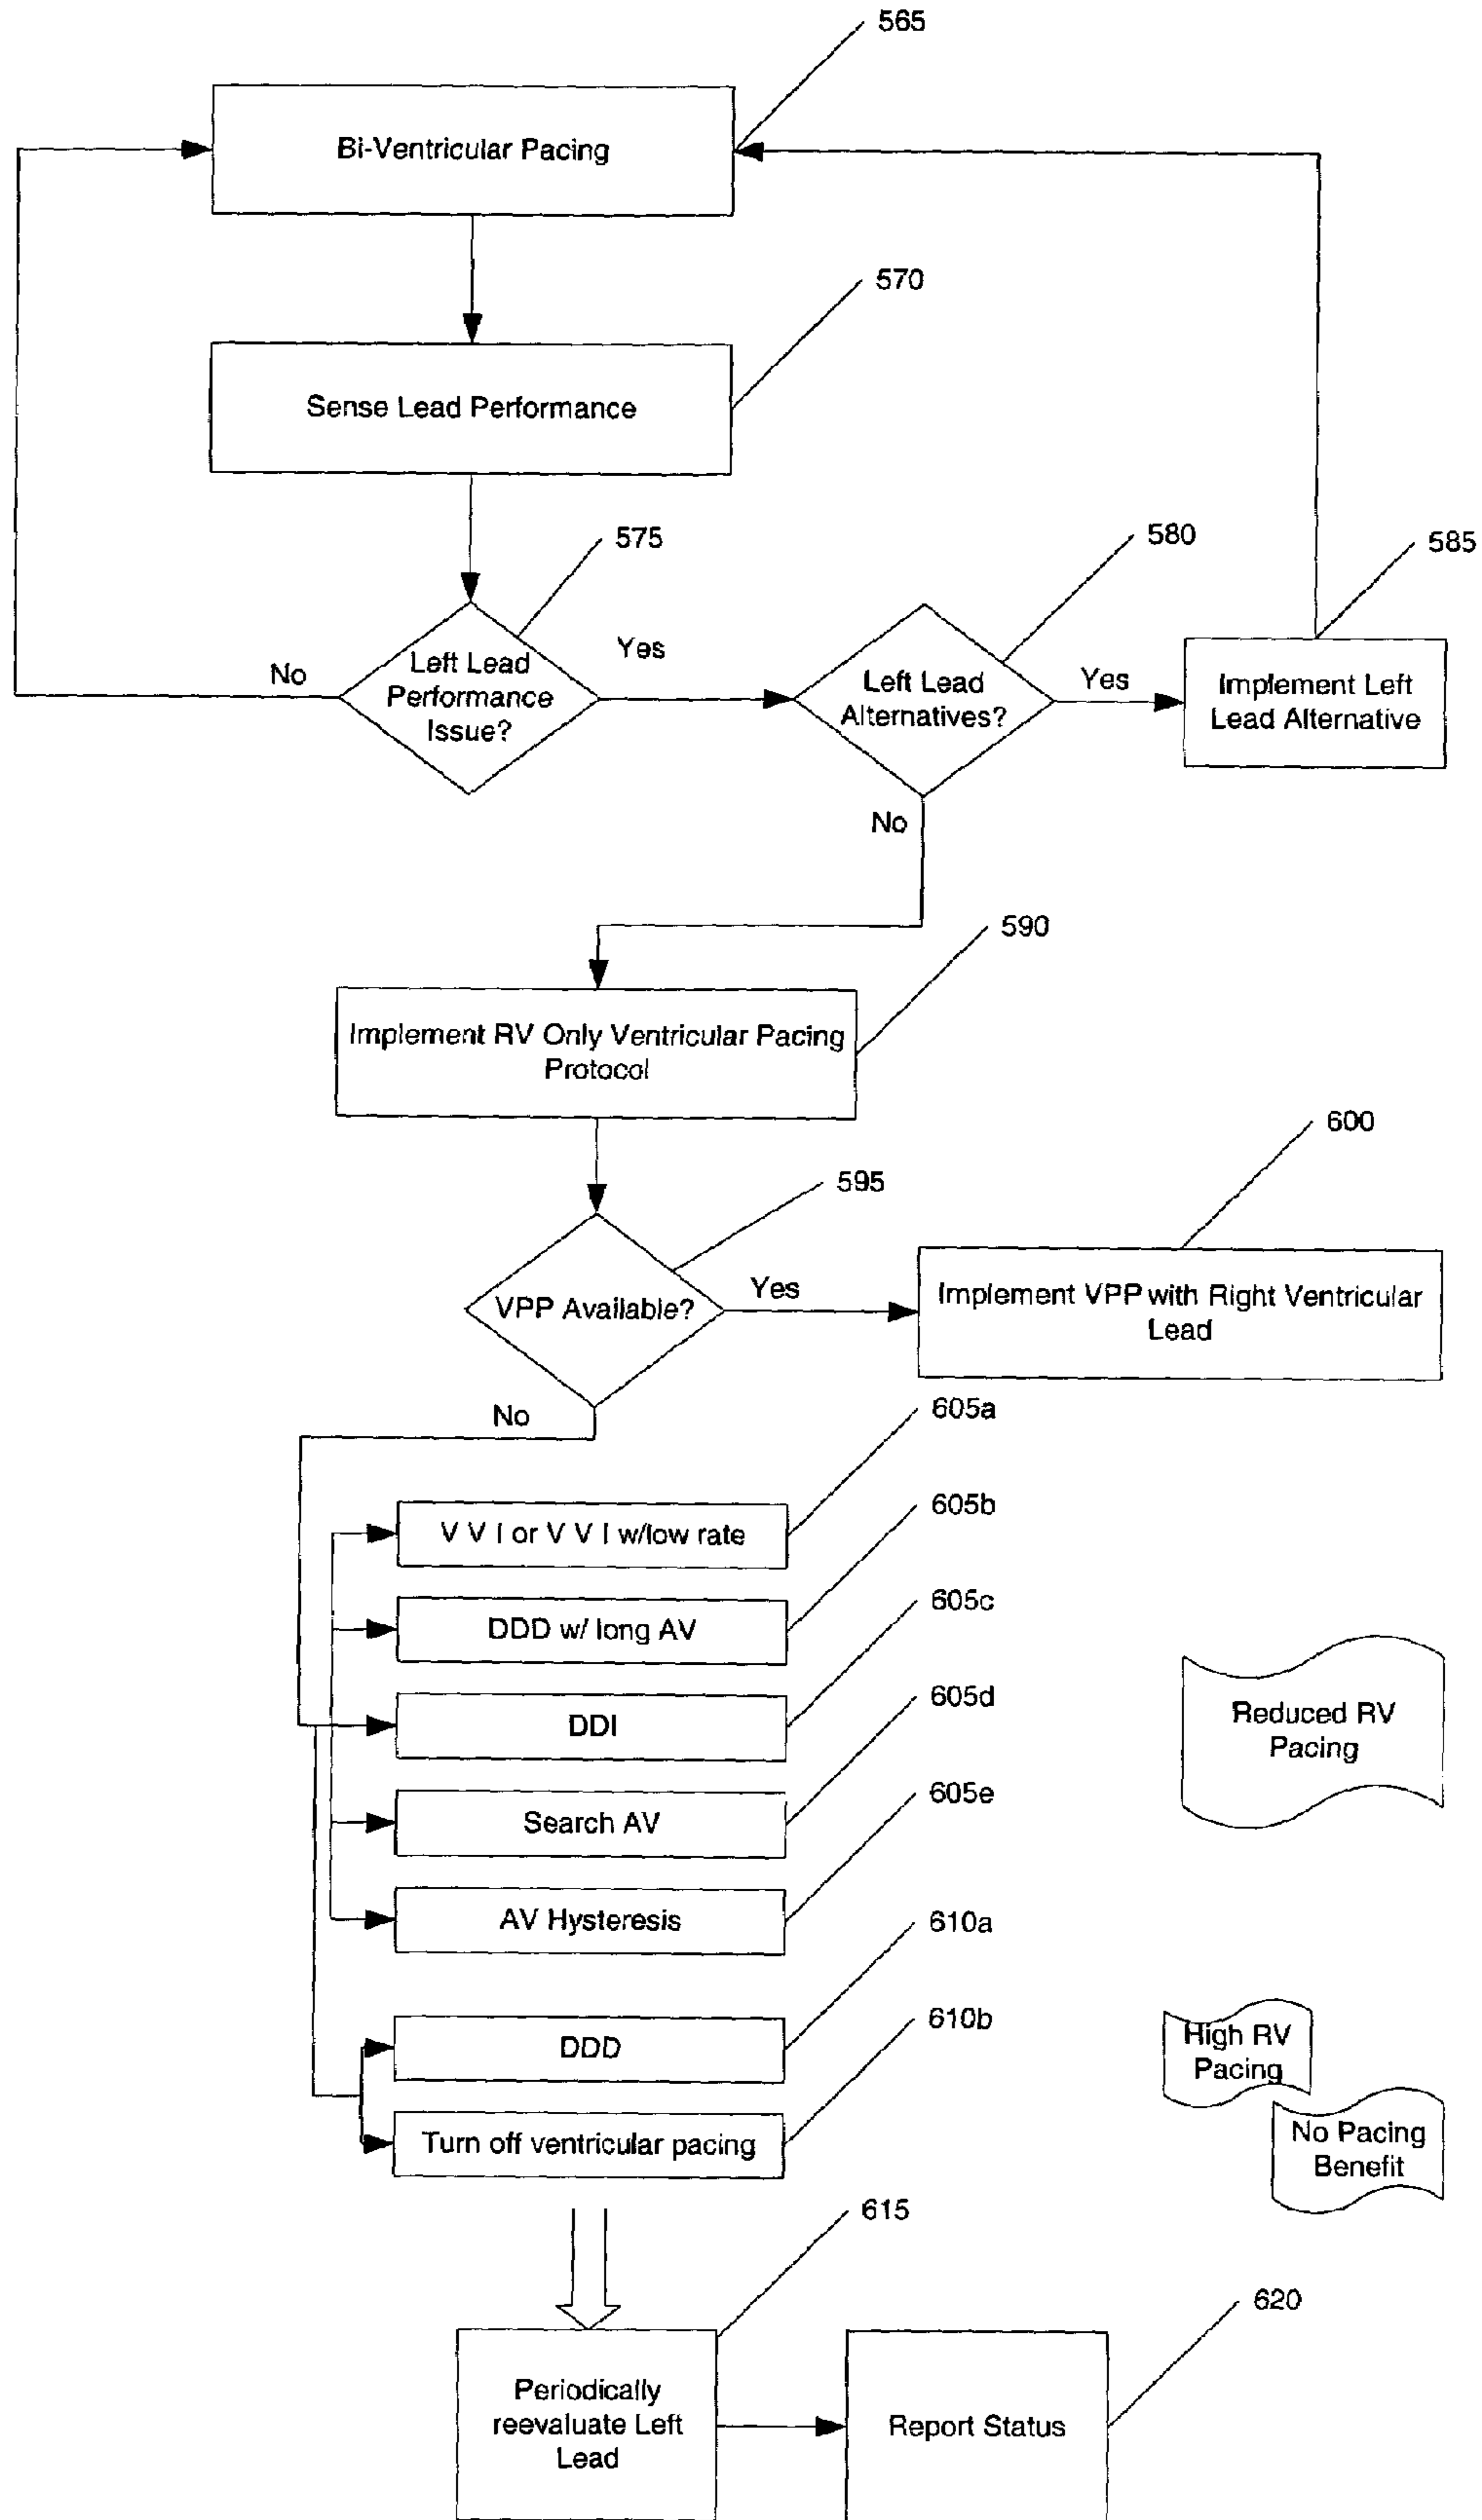 565
Bi-Ventricular Pacing
570
Sense Lead Performance
575
580
585
No
Left Lead
Performance
Issue?
Yes
Left Lead
Alternatives?
Yes
Implement Left
Lead Alternative
No
590
Implement RV Only Ventricular Pacing
Protocol
600
595
VPP Available?
Yes
Implement VPP with Right Ventricular
Lead
No
605a
V V I or V V I w/low rate
605b
DDD w/ long AV
605c
DDI
605d
Search AV
605e
AV Hysteresis
Reduced RV
Pacing
610a
DDD
610b
Turn off ventricular pacing
High RV
Pacing
No Pacing
Benefit
615
Periodically
reevaluate Left
Lead
620
Report Status